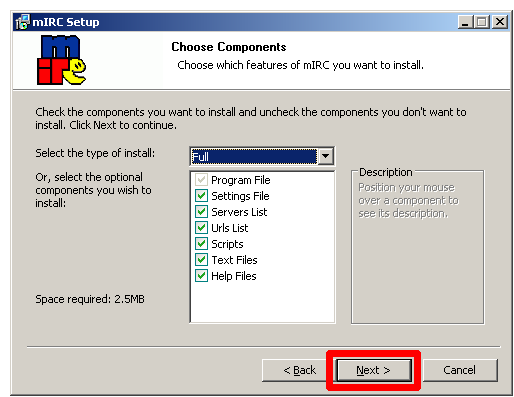 mIRC Setup
mIRC
Choose Components
Choose which features of mIRC you want to install.
Check the components you want to install and uncheck the components you don't want to
install. Click Next to continue.
Select the type of install:
Full
Or, select the optional
components you wish to
install:
Program File
Settings File
Servers List
Urls List
Scripts
Text Files
Help Files
Description
Position your mouse
over a component to
see its description.
Space required: 2.5MB
< Back
Next >
Cancel